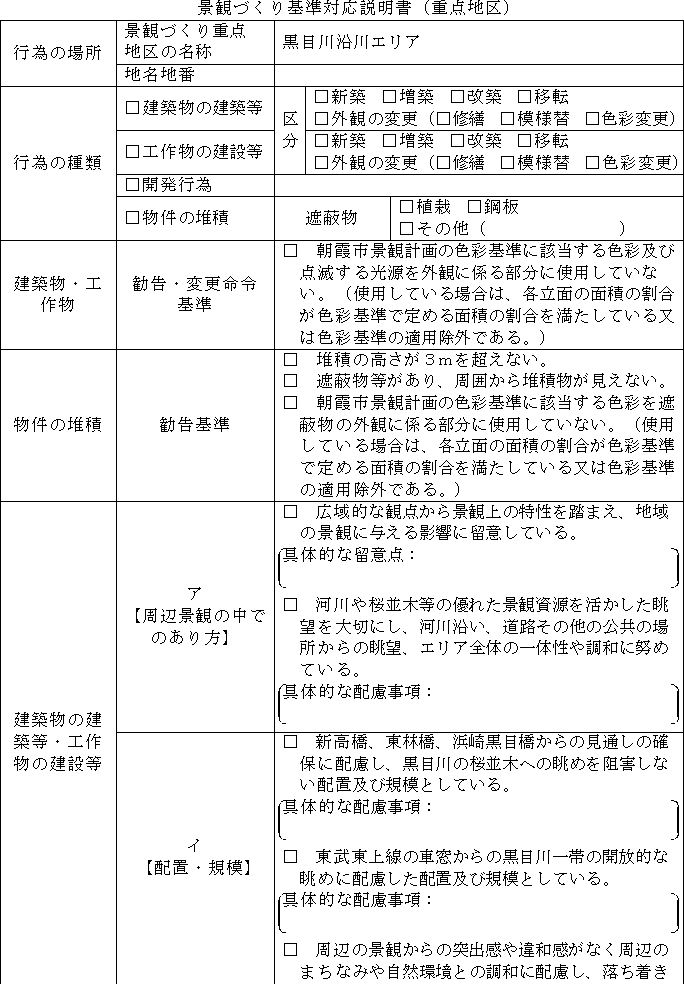 景観づくり基準対応説明書（重点地区）
行為の場所
景観づくり重点
地区の名称
黒目川沿川エリア
地名地番
行為の種類
□建築物の建築等
区
分
□新築　□増築　□改築　□移転
□外観の変更（□修繕　□模様替　□色彩変更）
□工作物の建設等
□新築　□増築　□改築　□移転
□外観の変更（□修繕　□模様替　□色彩変更）
□開発行為
□物件の堆積
遮蔽物
□植栽　□鋼板
□その他（　　　　　　　　）
建築物・工
作物
勧告・変更命令
基準
□　朝霞市景観計画の色彩基準に該当する色彩及び
点滅する光源を外観に係る部分に使用していな
い。（使用している場合は、各立面の面積の割合
が色彩基準で定める面積の割合を満たしている又
は色彩基準の適用除外である。）
物件の堆積
勧告基準
□　堆積の高さが３ｍを超えない。
□　遮蔽物等があり、周囲から堆積物が見えない。
□　朝霞市景観計画の色彩基準に該当する色彩を遮
蔽物の外観に係る部分に使用していない。（使用
している場合は、各立面の面積の割合が色彩基準
で定める面積の割合を満たしている又は色彩基準
の適用除外である。）
建築物の建
築等・工作
物の建設等
ア
【周辺景観の中で
のあり方】
□　広域的な観点から景観上の特性を踏まえ、地域
の景観に与える影響に留意している。
具体的な留意点：
□　河川や桜並木等の優れた景観資源を活かした眺
望を大切にし、河川沿い、道路その他の公共の場
所からの眺望、エリア全体の一体性や調和に努め
ている。
具体的な配慮事項：
イ
【配置・規模】
□　新高橋、東林橋、浜崎黒目橋からの見通しの確
保に配慮し、黒目川の桜並木への眺めを阻害しな
い配置及び規模としている。
具体的な配慮事項：
□　東武東上線の車窓からの黒目川一帯の開放的な
眺めに配慮した配置及び規模としている。
具体的な配慮事項：
□　周辺の景観からの突出感や違和感がなく周辺の
まちなみや自然環境との調和に配慮し、落ち着き